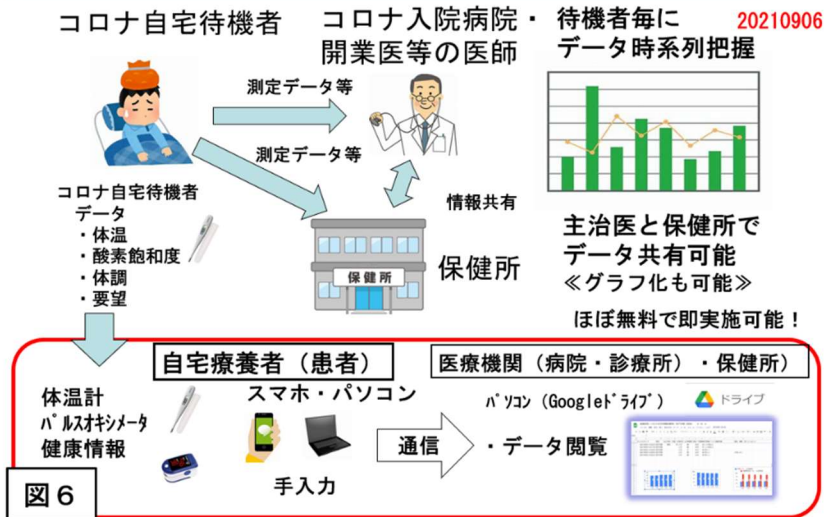 コロナ自宅待機者
コロナ入院病院・
開業医等の医師
待機者毎に
データ時系列把握
20210906
測定データ等
測定データ等
コロナ自宅待機者
データ
・体温
・酸素飽和度
・体調
・要望
情報共有
保健所
保健所
主治医と保健所で
データ共有可能
≪グラフ化も可能≫
ほぼ無料で即実施可能！
自宅療養者（患者）
医療機関（病院・診療所）・保健所）
体温計
ﾊﾟﾙｽｵｷｼﾒｰﾀ
健康情報
スマホ・パソコン
手入力
通信
ﾊﾟｿｺﾝ（Googleﾄﾞﾗｲﾌﾞ）
ドライブ
・データ閲覧
図６